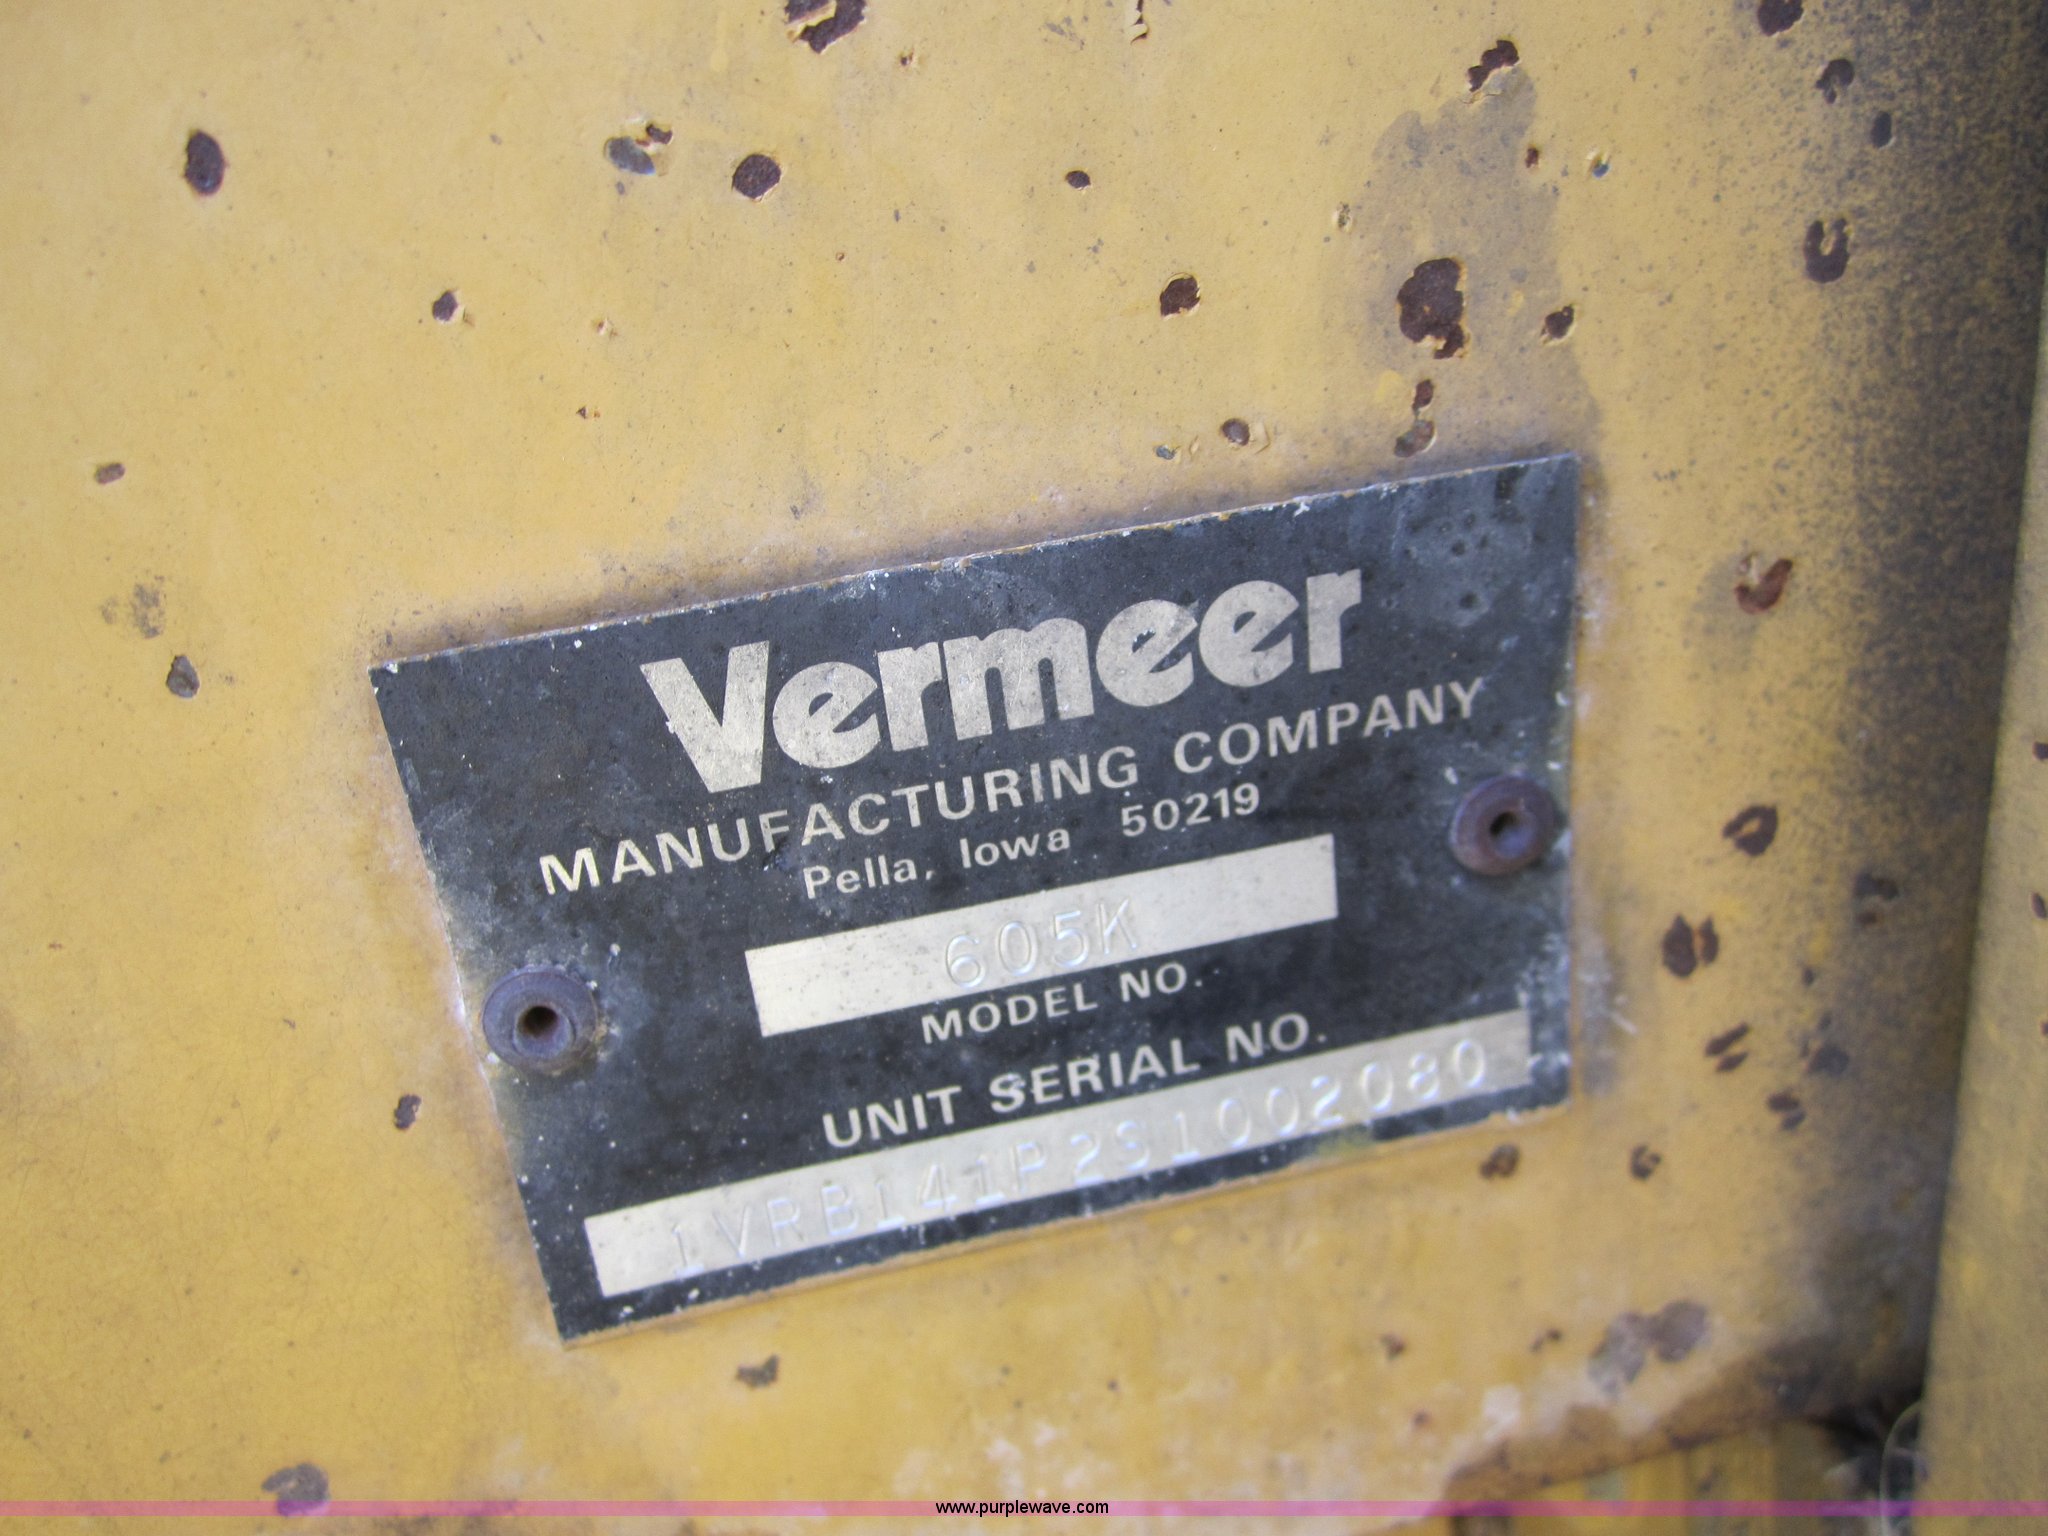 Vermeer
MANUFACTURING COMPANY
Pella, Iowa 50219
605K
MODEL NO.
UNIT SERIAL NO.
1VRB141P2S1002080
www.purplewave.com